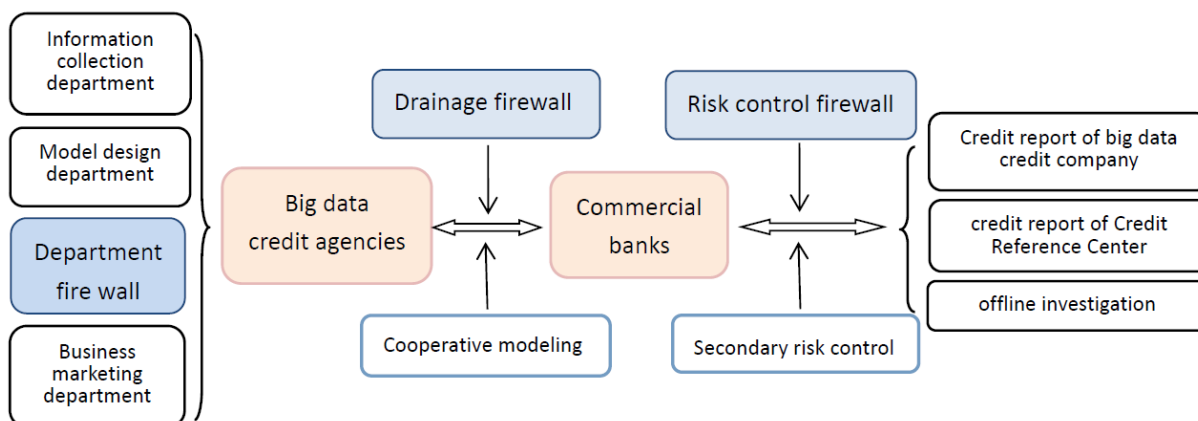 Information
collection
department
Model design
department
Department
fire wall
Business
marketing
department
Big data
credit agencies
Drainage firewall
Cooperative modeling
Commercial
banks
Risk control firewall
Secondary risk control
Credit report of big data
credit company
credit report of Credit
Reference Center
offline investigation